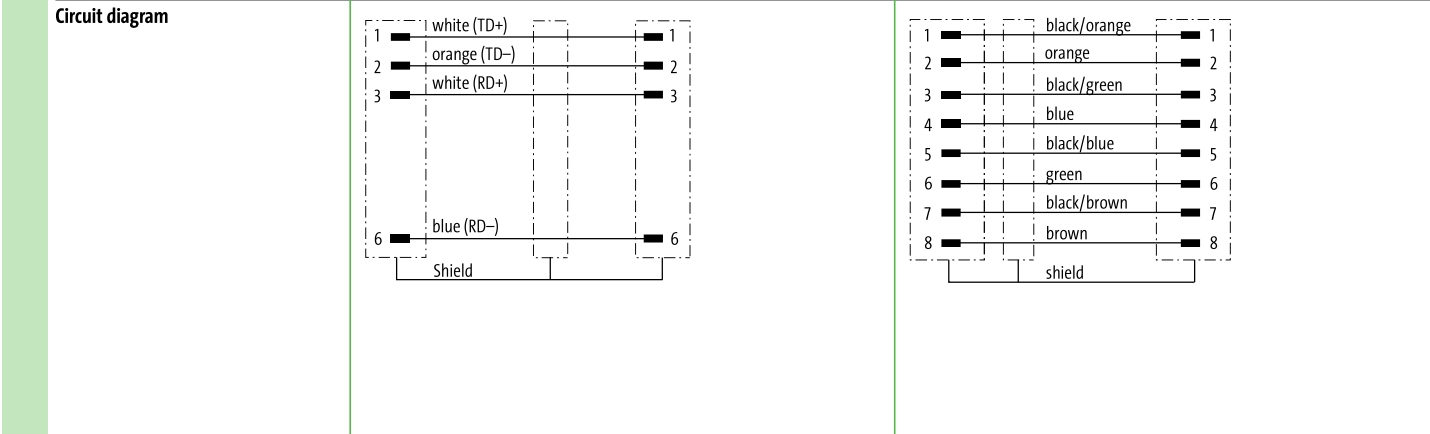 Circuit diagram
white (TD+)
1 1
orange (TD–)
2 2
white (RD+)
3 3
blue (RD–)
6 6
Shield
black/orange
1 1
orange
2 2
black/green
3 3
blue
4 4
black/blue
5 5
green
6 6
black/brown
7 7
brown
8 8
shield